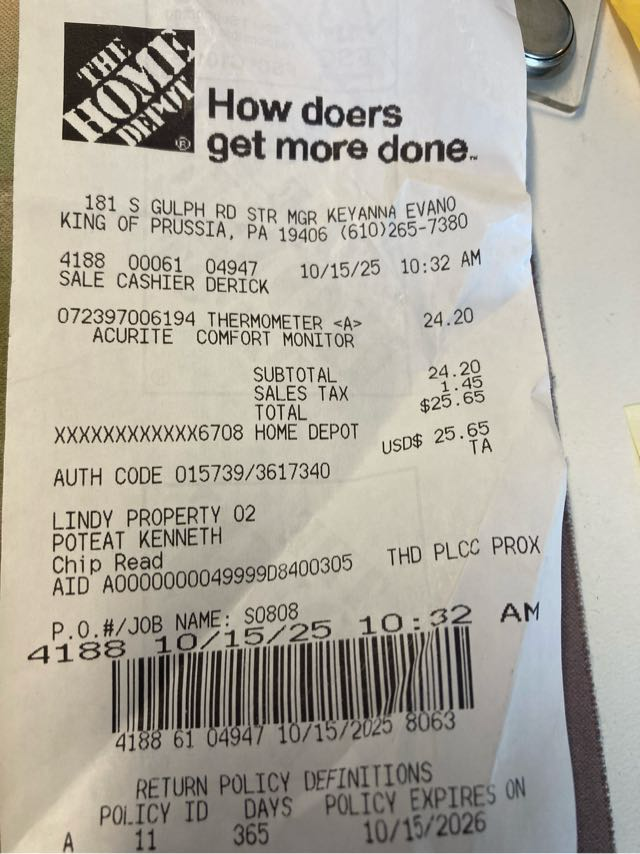 THE
HOME
DEPOT®
How doers
get more done.™
181 S GULPH RD STR MGR KEYANNA EVANO
KING OF PRUSSIA, PA 19406 (610)265-7380
4188 00061 04947 10/15/25 10:32 AM
SALE CASHIER DERICK
072397006194 THERMOMETER <A> 24.20
ACURITE COMFORT MONITOR
SUBTOTAL 24.20
SALES TAX 1.45
TOTAL $25.65
XXXXXXXXXXXX6708 HOME DEPOT
USD$ 25.65
TA
AUTH CODE 015739/3617340
LINDY PROPERTY 02
POTEAT KENNETH
Chip Read
AID A0000000049999D8400305 THD PLCC PROX
P.O.#/JOB NAME: S0808
4188 10/15/25 10:32 AM
4188 61 04947 10/15/2025 8063
RETURN POLICY DEFINITIONS
POLICY ID DAYS POLICY EXPIRES ON
A 11 365 10/15/2026